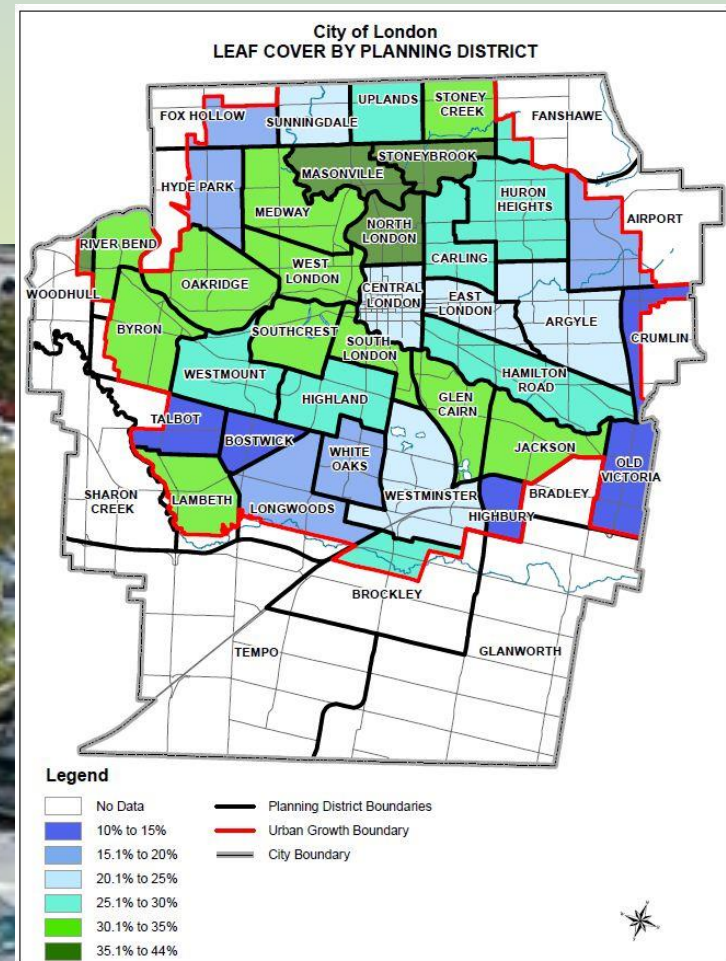 City of London
LEAF COVER BY PLANNING DISTRICT
UPLANDS
STONEY
CREEK
FOX HOLLOW
SUNNINGDALE
FANSHAWE
STONEYBROOK
MASONVILLE
HYDE PARK
HURON
HEIGHTS
MEDWAY
NORTH
LONDON
AIRPORT
RIVER BEND
WEST
LONDON
CARLING
OAKRIDGE
WOODHULL
CENTRAL
LONDON
EAST
LONDON
ARGYLE
BYRON
SOUTHCREST
CRUMLIN
SOUTH
LONDON
WESTMOUNT
HAMILTON
ROAD
HIGHLAND
GLEN
CAIRN
TALBOT
BOSTWICK
JACKSON
WHITE
OAKS
OLD
VICTORIA
SHARON
CREEK
LAMBETH
LONGWOODS
WESTMINSTER
BRADLEY
HIGHBURY
BROCKLEY
TEMPO
GLANWORTH
Legend
No Data
10% to 15%
15.1% to 20%
20.1% to 25%
25.1% to 30%
30.1% to 35%
35.1% to 44%
Planning District Boundaries
Urban Growth Boundary
City Boundary